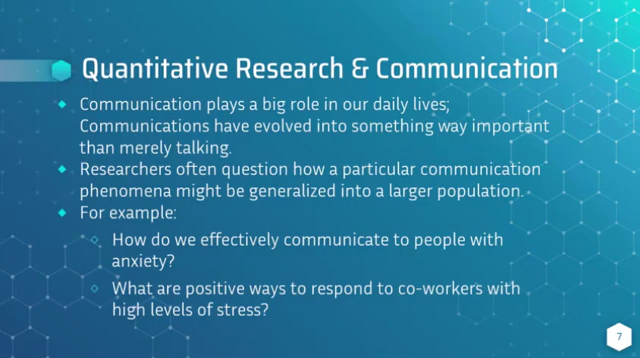 Quantitative Research & Communication
Communication plays a big role in our daily lives;
Communications have evolved into something way important
than merely talking.
Researchers often question how a particular communication
phenomena might be generalized into a larger population.
For example:
How do we effectively communicate to people with
anxiety?
What are positive ways to respond to co-workers with
high levels of stress?
7